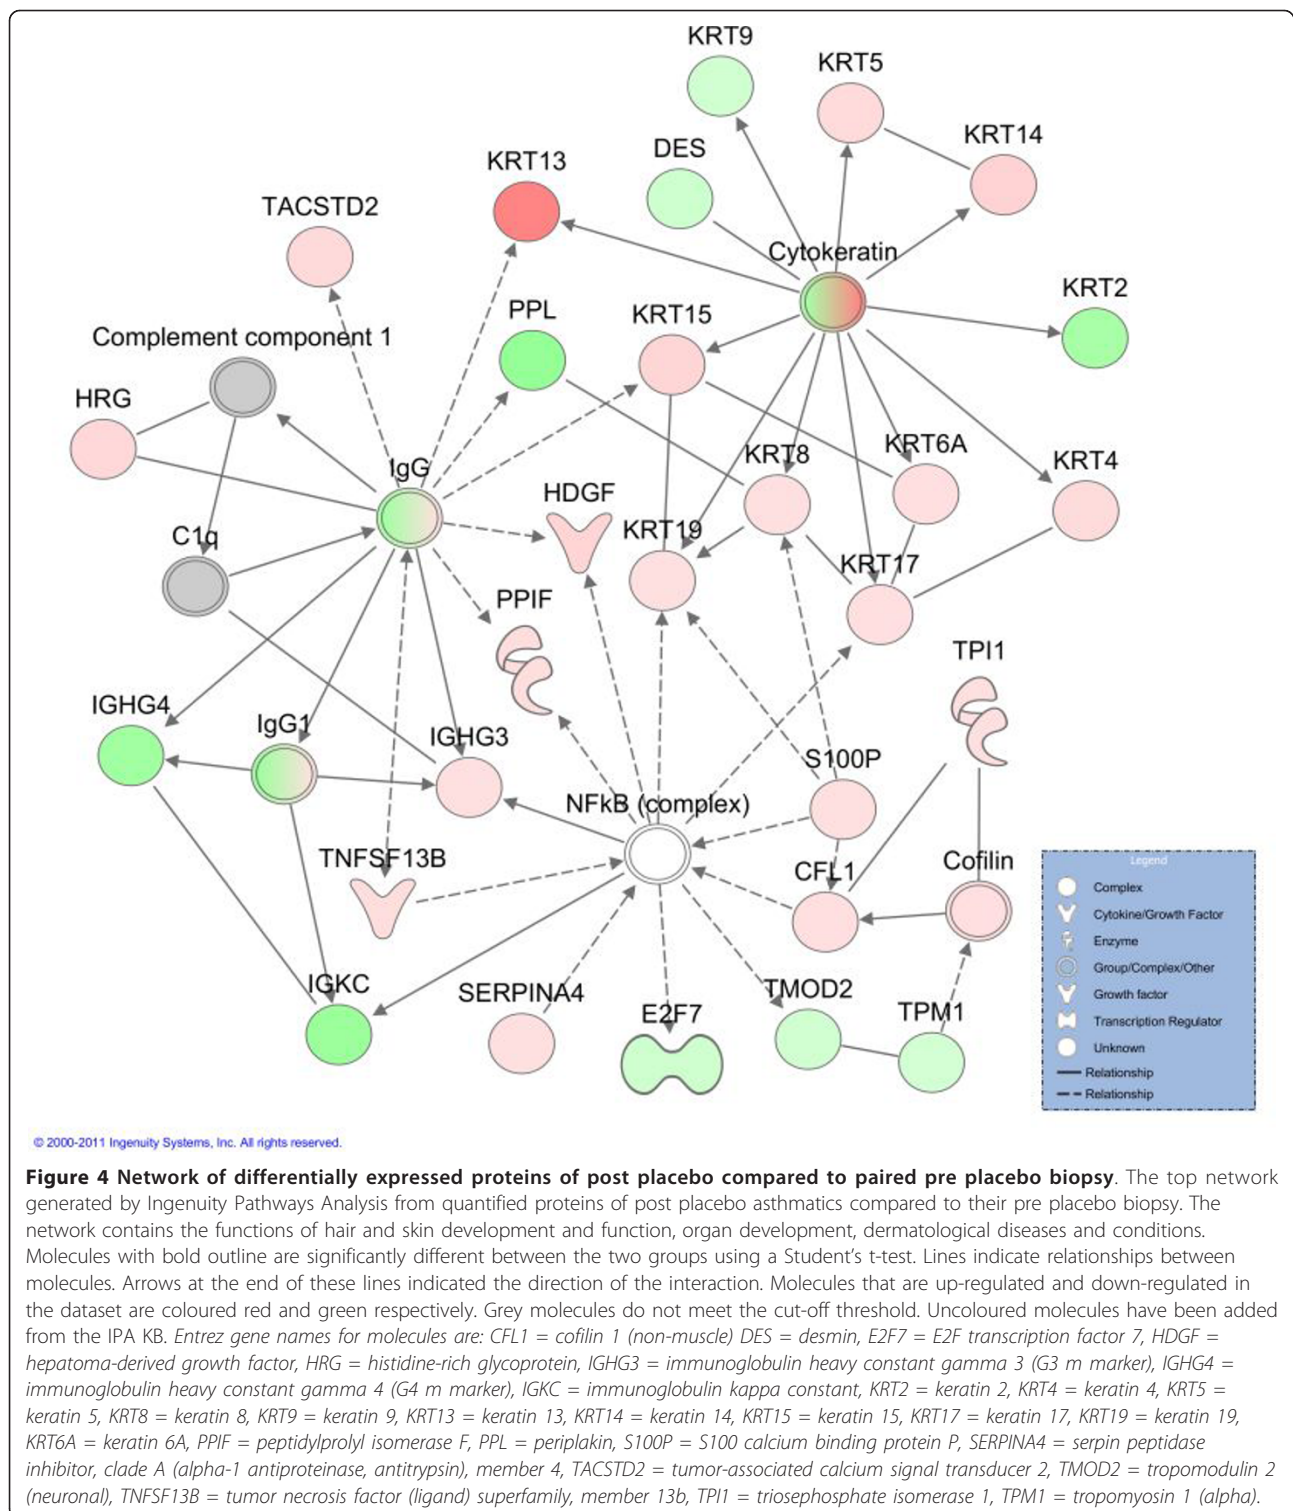 KRT9
KRT5
KRT14
DES
KRT13
TACSTD2
Cytokeratin
KRT2
PPL
KRT15
Complement component 1
HRG
KRT6A
KRT8
KRT4
IgG
HDGF
KRT19
C1q
KRT17
PPIF
TPI1
IGHG4
IgG1
IGHG3
S100P
NFkB (complex)
TNFSF13B
CFL1
Cofilin
IGKC
SERPINA4
TMOD2
E2F7
TPM1
Legend
Complex
Cytokine/Growth Factor
Enzyme
Group/Complex/Other
Growth factor
Transcription Regulator
Unknown
Relationship
Relationship
© 2000-2011 Ingenuity Systems, Inc. All rights reserved.
Figure 4 Network of differentially expressed proteins of post placebo compared to paired pre placebo biopsy. The top network
generated by Ingenuity Pathways Analysis from quantified proteins of post placebo asthmatics compared to their pre placebo biopsy. The
network contains the functions of hair and skin development and function, organ development, dermatological diseases and conditions.
Molecules with bold outline are significantly different between the two groups using a Student's t-test. Lines indicate relationships between
molecules. Arrows at the end of these lines indicated the direction of the interaction. Molecules that are up-regulated and down-regulated in
the dataset are coloured red and green respectively. Grey molecules do not meet the cut-off threshold. Uncoloured molecules have been added
from the IPA KB. Entrez gene names for molecules are: CFL1 = cofilin 1 (non-muscle) DES = desmin, E2F7 = E2F transcription factor 7, HDGF =
hepatoma-derived growth factor, HRG = histidine-rich glycoprotein, IGHG3 = immunoglobulin heavy constant gamma 3 (G3 m marker), IGHG4 =
immunoglobulin heavy constant gamma 4 (G4 m marker), IGKC = immunoglobulin kappa constant, KRT2 = keratin 2, KRT4 = keratin 4, KRT5 =
keratin 5, KRT8 = keratin 8, KRT9 = keratin 9, KRT13 = keratin 13, KRT14 = keratin 14, KRT15 = keratin 15, KRT17 = keratin 17, KRT19 = keratin 19,
KRT6A = keratin 6A, PPIF = peptidylprolyl isomerase F, PPL = periplakin, S100P = S100 calcium binding protein P, SERPINA4 = serpin peptidase
inhibitor, clade A (alpha-1 antiproteinase, antitrypsin), member 4, TACSTD2 = tumor-associated calcium signal transducer 2, TMOD2 = tropomodulin 2
(neuronal), TNFSF13B = tumor necrosis factor (ligand) superfamily, member 13b, TPI1 = triosephosphate isomerase 1, TPM1 = tropomyosin 1 (alpha).